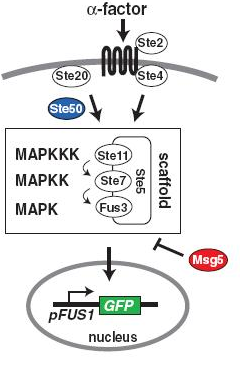 α-factor
Ste2
Ste20
Ste4
Ste50
MAPKKK
Ste11
MAPKK
Ste7
MAPK
Fus3
Ste5
scaffold
Msg5
pFUS1
GFP
nucleus